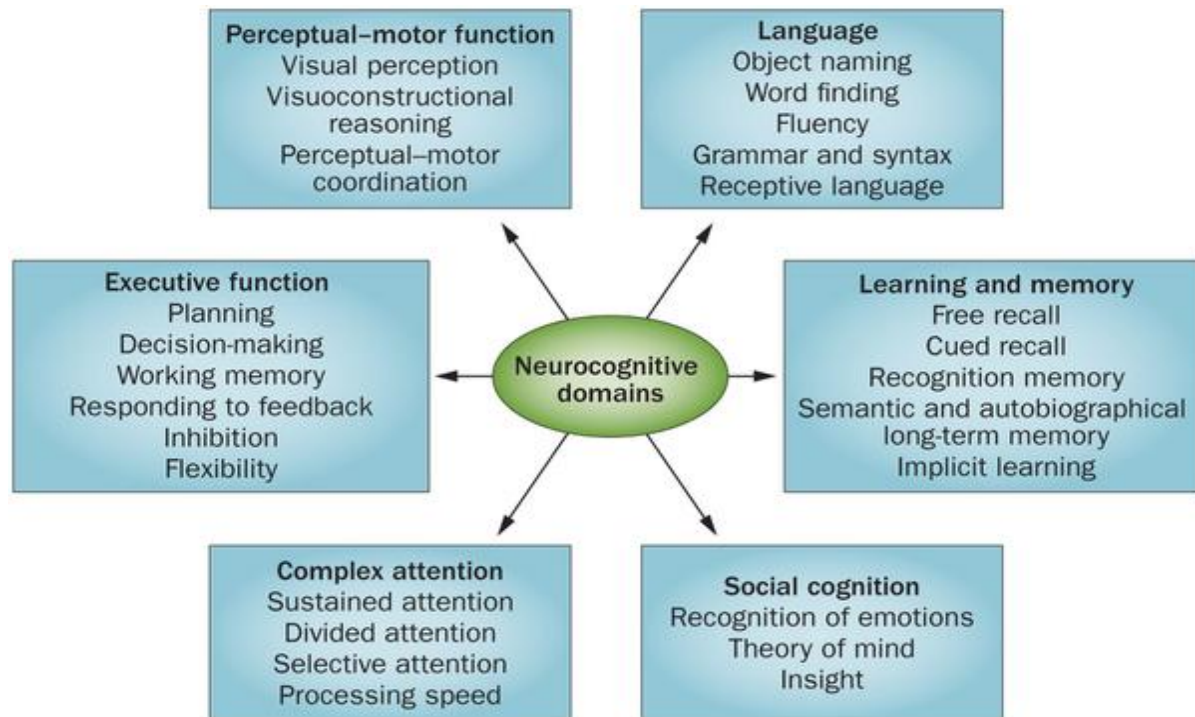 Perceptual–motor function
Visual perception
Visuoconstructional
reasoning
Perceptual–motor
coordination
Language
Object naming
Word finding
Fluency
Grammar and syntax
Receptive language
Executive function
Planning
Decision-making
Working memory
Responding to feedback
Inhibition
Flexibility
Neurocognitive
domains
Learning and memory
Free recall
Cued recall
Recognition memory
Semantic and autobiographical
long-term memory
Implicit learning
Complex attention
Sustained attention
Divided attention
Selective attention
Processing speed
Social cognition
Recognition of emotions
Theory of mind
Insight